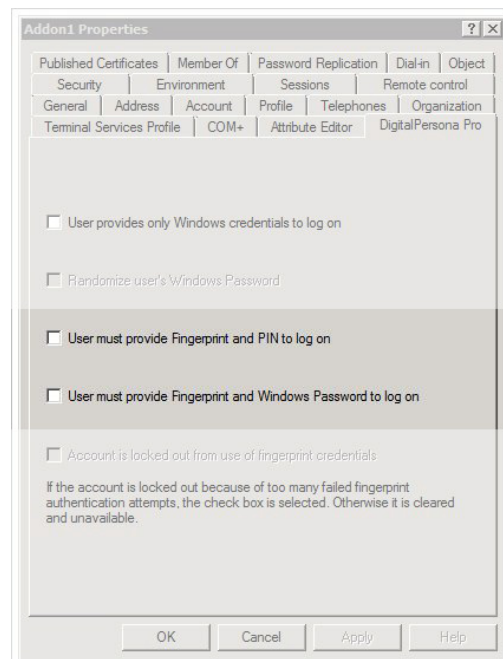 Addon1 Properties
? X
Published Certificates Member Of Password Replication Dial-in Object
Security Environment Sessions Remote control
General Address Account Profile Telephones Organization
Terminal Services Profile COM+ Attribute Editor DigitalPersona Pro
User provides only Windows credentials to log on
Randomize user's Windows Password
User must provide Fingerprint and PIN to log on
User must provide Fingerprint and Windows Password to log on
Account is locked out from use of fingerprint credentials
If the account is locked out because of too many failed fingerprint
authentication attempts, the check box is selected. Otherwise it is cleared
and unavailable.
OK Cancel Apply Help